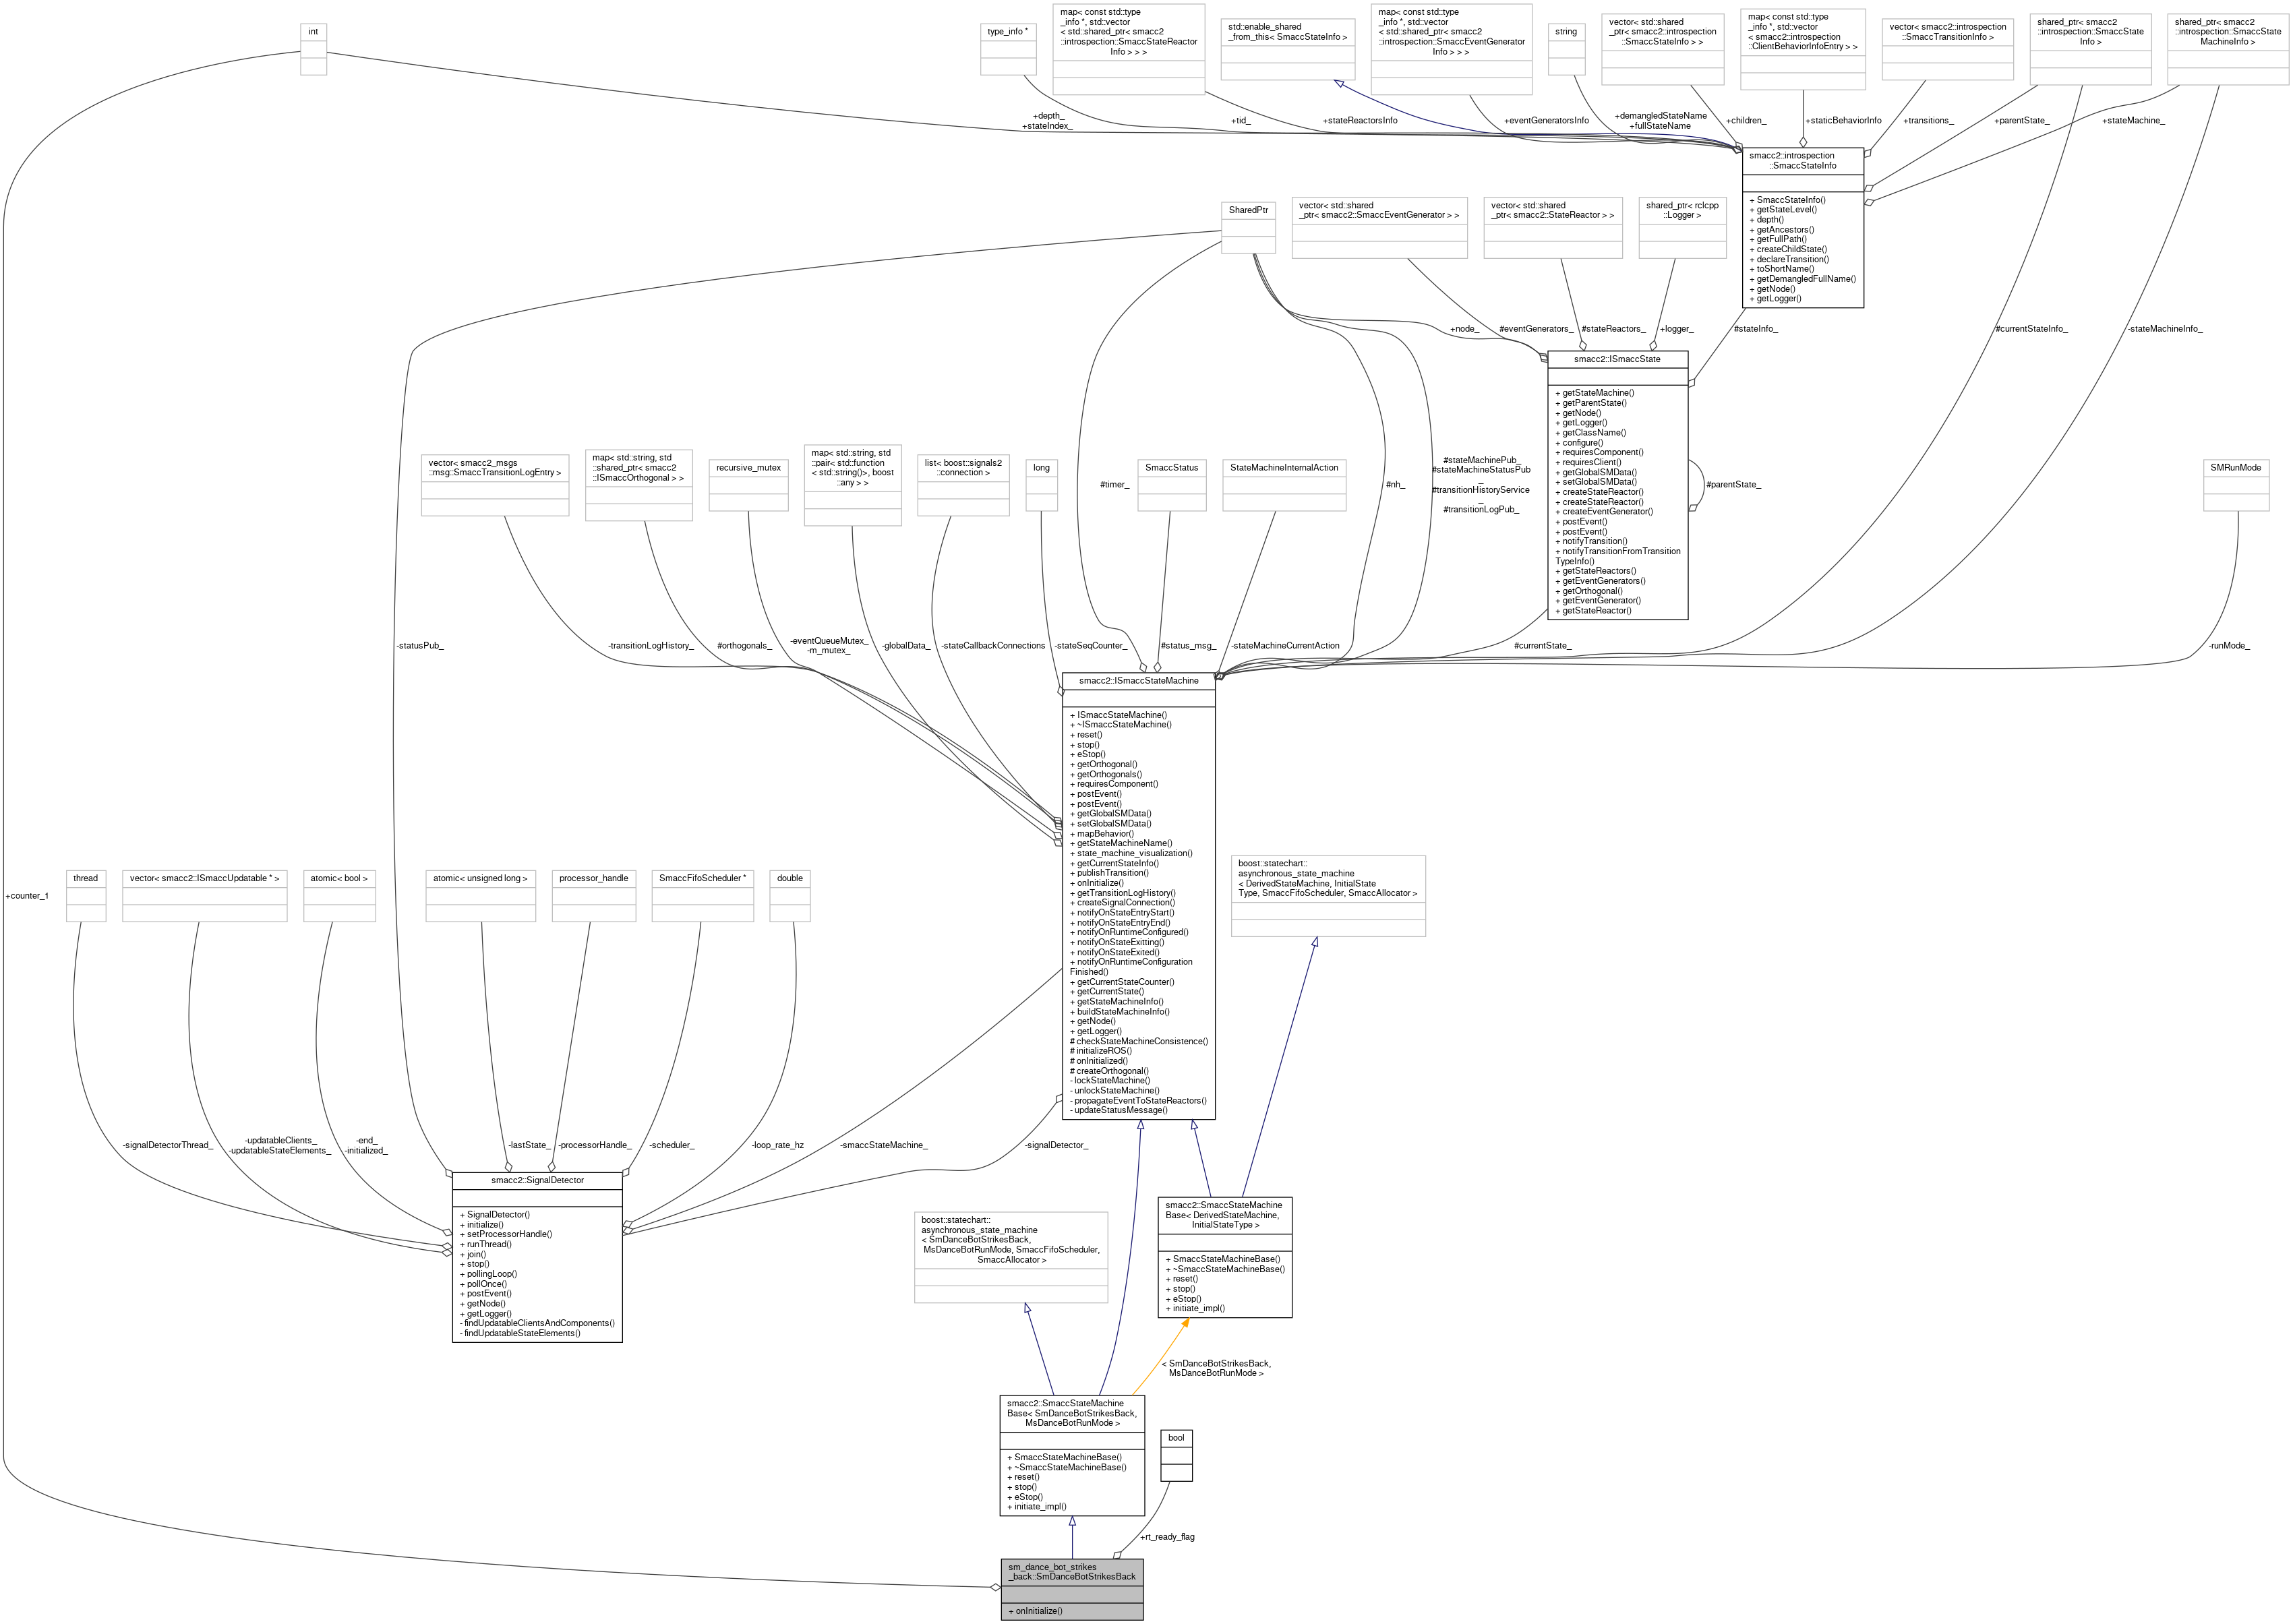 int
type_info *
map< const std::type
_info *, std::vector
< std::shared_ptr< smacc2
::introspection::SmaccStateReactor
Info > > >
std::enable_shared
_from_this< SmaccStateInfo >
map< const std::type
_info *, std::vector
< std::shared_ptr< smacc2
::introspection::SmaccEventGenerator
Info > > >
string
vector< std::shared
_ptr< smacc2::introspection
::SmaccStateInfo > >
map< const std::type
_info *, std::vector
< smacc2::introspection
::ClientBehaviorInfoEntry > >
vector< smacc2::introspection
::SmaccTransitionInfo >
shared_ptr< smacc2
::introspection::SmaccState
Info >
shared_ptr< smacc2
::introspection::SmaccState
MachineInfo >
+depth_
+stateIndex_
+tid_
+stateReactorsInfo
+eventGeneratorsInfo
+demangledStateName
+fullStateName
+children_
+staticBehaviorInfo
+transitions_
+parentState_
+stateMachine_
smacc2::introspection
::SmaccStateInfo
+ SmaccStateInfo()
+ getStateLevel()
+ depth()
+ getAncestors()
+ getFullPath()
+ createChildState()
+ declareTransition()
+ toShortName()
+ getDemangledFullName()
+ getNode()
+ getLogger()
SharedPtr
vector< std::shared
_ptr< smacc2::SmaccEventGenerator > >
vector< std::shared
_ptr< smacc2::StateReactor > >
shared_ptr< rclcpp
::Logger >
+node_
#eventGenerators_
#stateReactors_
+logger_
#stateInfo_
#currentStateInfo_
-stateMachineInfo_
smacc2::ISmaccState
+ getStateMachine()
+ getParentState()
+ getNode()
+ getLogger()
+ getClassName()
+ configure()
+ requiresComponent()
+ requiresClient()
+ getGlobalSMData()
+ setGlobalSMData()
+ createStateReactor()
+ createStateReactor()
+ createEventGenerator()
+ postEvent()
+ postEvent()
+ notifyTransition()
+ notifyTransitionFromTransition
TypeInfo()
+ getStateReactors()
+ getEventGenerators()
+ getOrthogonal()
+ getEventGenerator()
+ getStateReactor()
#parentState_
vector< smacc2_msgs
::msg::SmaccTransitionLogEntry >
map< std::string, std
::shared_ptr< smacc2
::ISmaccOrthogonal > >
recursive_mutex
map< std::string, std
::pair< std::function
< std::string()>, boost
::any > >
list< boost::signals2
::connection >
long
#timer_
SmaccStatus
StateMachineInternalAction
#nh_
#stateMachinePub_
#stateMachineStatusPub
_
#transitionHistoryService
_
#transitionLogPub_
SMRunMode
-statusPub_
-transitionLogHistory_
#orthogonals_
-eventQueueMutex_
-m_mutex_
-globalData_
-stateCallbackConnections
-stateSeqCounter_
#status_msg_
-stateMachineCurrentAction
#currentState_
-runMode_
smacc2::ISmaccStateMachine
+ ISmaccStateMachine()
+ ~ISmaccStateMachine()
+ reset()
+ stop()
+ eStop()
+ getOrthogonal()
+ getOrthogonals()
+ requiresComponent()
+ postEvent()
+ postEvent()
+ getGlobalSMData()
+ setGlobalSMData()
+ mapBehavior()
+ getStateMachineName()
+ state_machine_visualization()
+ getCurrentStateInfo()
+ publishTransition()
+ onInitialize()
+ getTransitionLogHistory()
+ createSignalConnection()
+ notifyOnStateEntryStart()
+ notifyOnStateEntryEnd()
+ notifyOnRuntimeConfigured()
+ notifyOnStateExitting()
+ notifyOnStateExited()
+ notifyOnRuntimeConfiguration
Finished()
+ getCurrentStateCounter()
+ getCurrentState()
+ getStateMachineInfo()
+ buildStateMachineInfo()
+ getNode()
+ getLogger()
# checkStateMachineConsistence()
# initializeROS()
# onInitialized()
# createOrthogonal()
- lockStateMachine()
- unlockStateMachine()
- propagateEventToStateReactors()
- updateStatusMessage()
+counter_1
thread
vector< smacc2::ISmaccUpdatable * >
atomic< bool >
atomic< unsigned long >
processor_handle
SmaccFifoScheduler *
double
boost::statechart::
asynchronous_state_machine
< DerivedStateMachine, InitialState
Type, SmaccFifoScheduler, SmaccAllocator >
-signalDetectorThread_
-updatableClients_
-updatableStateElements_
-end_
-initialized_
-lastState_
-processorHandle_
-scheduler_
-loop_rate_hz
-smaccStateMachine_
-signalDetector_
smacc2::SignalDetector
+ SignalDetector()
+ initialize()
+ setProcessorHandle()
+ runThread()
+ join()
+ stop()
+ pollingLoop()
+ pollOnce()
+ postEvent()
+ getNode()
+ getLogger()
- findUpdatableClientsAndComponents()
- findUpdatableStateElements()
boost::statechart::
asynchronous_state_machine
< SmDanceBotStrikesBack,
MsDanceBotRunMode, SmaccFifoScheduler,
SmaccAllocator >
smacc2::SmaccStateMachine
Base< DerivedStateMachine,
InitialStateType >
+ SmaccStateMachineBase()
+ ~SmaccStateMachineBase()
+ reset()
+ stop()
+ eStop()
+ initiate_impl()
< SmDanceBotStrikesBack,
MsDanceBotRunMode >
smacc2::SmaccStateMachine
Base< SmDanceBotStrikesBack,
MsDanceBotRunMode >
+ SmaccStateMachineBase()
+ ~SmaccStateMachineBase()
+ reset()
+ stop()
+ eStop()
+ initiate_impl()
bool
+rt_ready_flag
sm_dance_bot_strikes
_back::SmDanceBotStrikesBack
+ onInitialize()